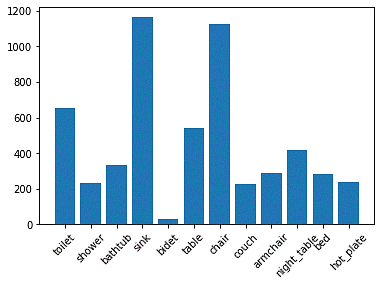 1200
1000
800
600
400
200
0
toilet
shower
bathtub
sink
bidet
table
chair
couch
armchair
night_table
bed
hot_plate